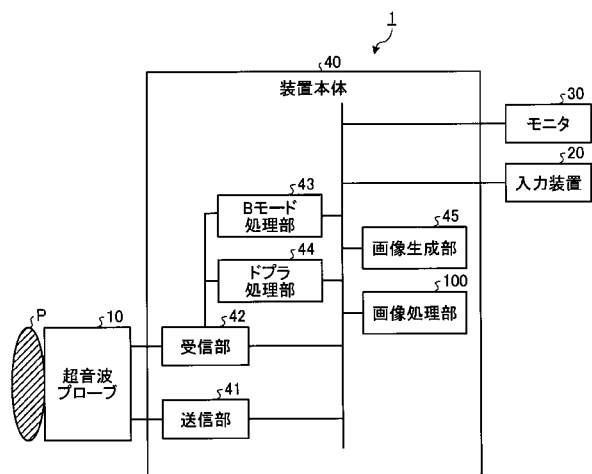 1
40
装置本体
30
モニタ
20
入力装置
43
Bモード
処理部
45
画像生成部
44
ドプラ
処理部
100
画像処理部
P
10
超音波
プローブ
42
受信部
41
送信部